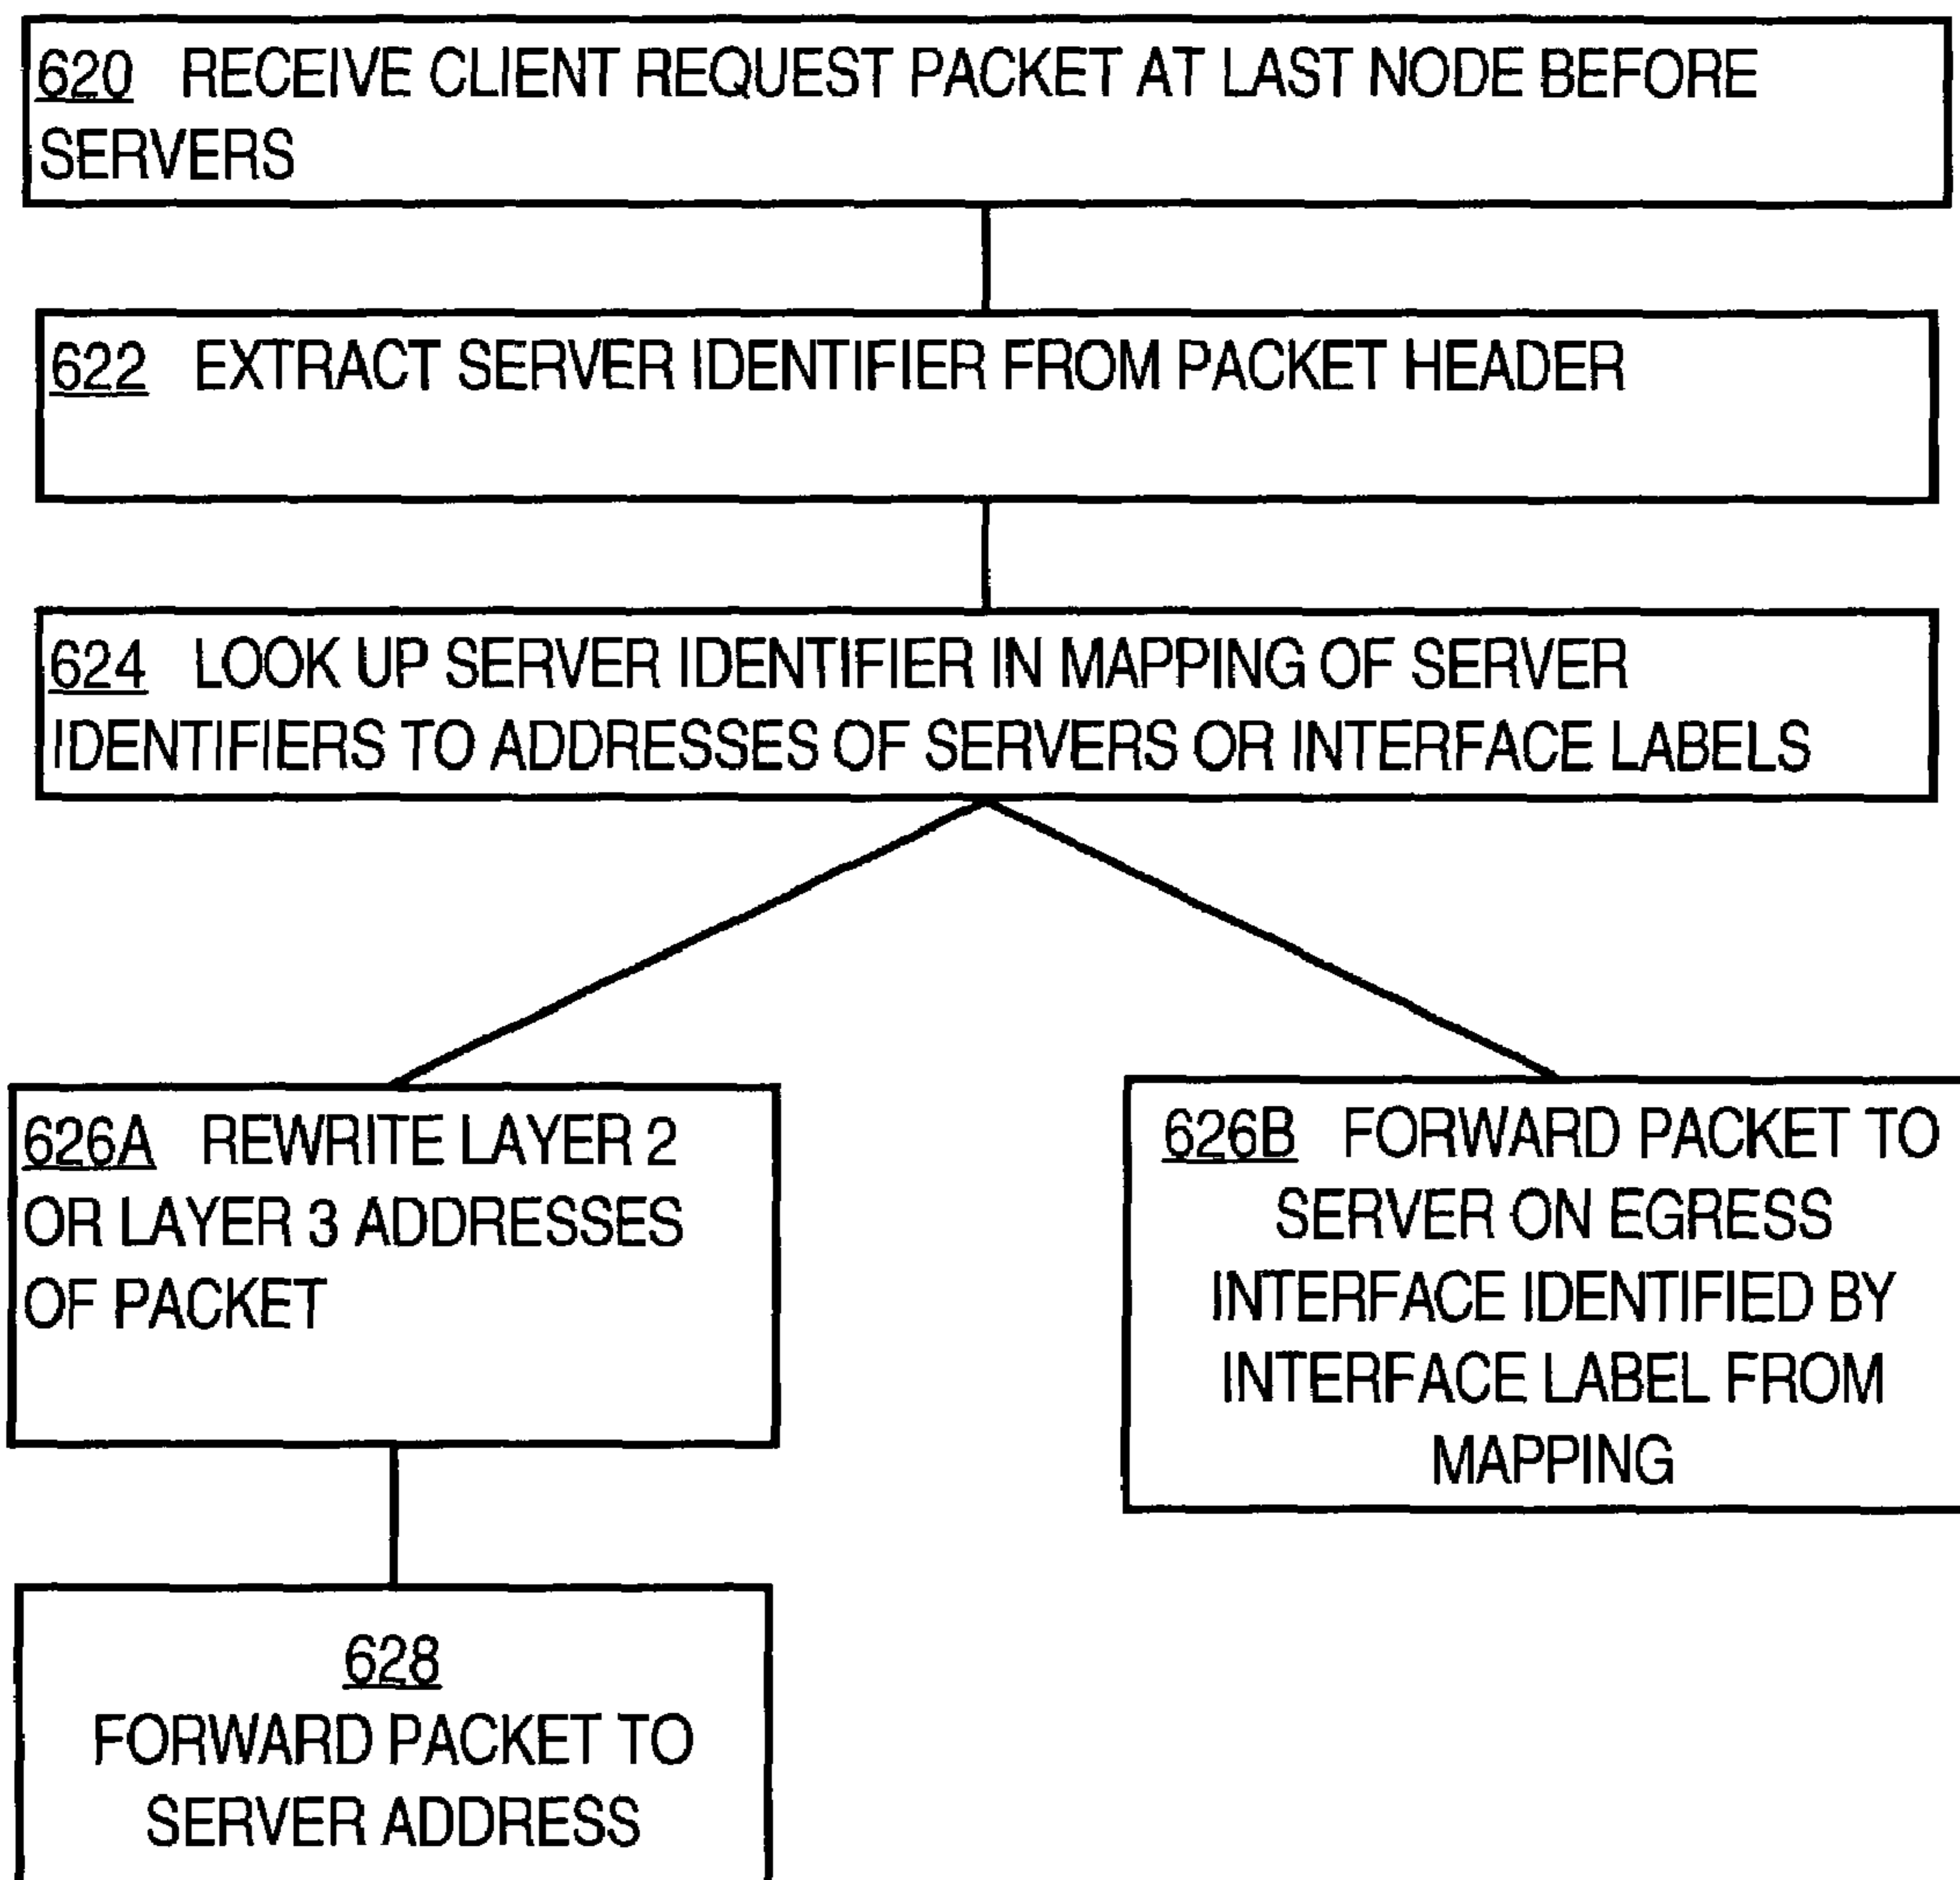 620 RECEIVE CLIENT REQUEST PACKET AT LAST NODE BEFORE
SERVERS
622 EXTRACT SERVER IDENTIFIER FROM PACKET HEADER
624 LOOK UP SERVER IDENTIFIER IN MAPPING OF SERVER
IDENTIFIERS TO ADDRESSES OF SERVERS OR INTERFACE LABELS
626A REWRITE LAYER 2
OR LAYER 3 ADDRESSES
OF PACKET
626B FORWARD PACKET TO
SERVER ON EGRESS
INTERFACE IDENTIFIED BY
INTERFACE LABEL FROM
MAPPING
628
FORWARD PACKET TO
SERVER ADDRESS